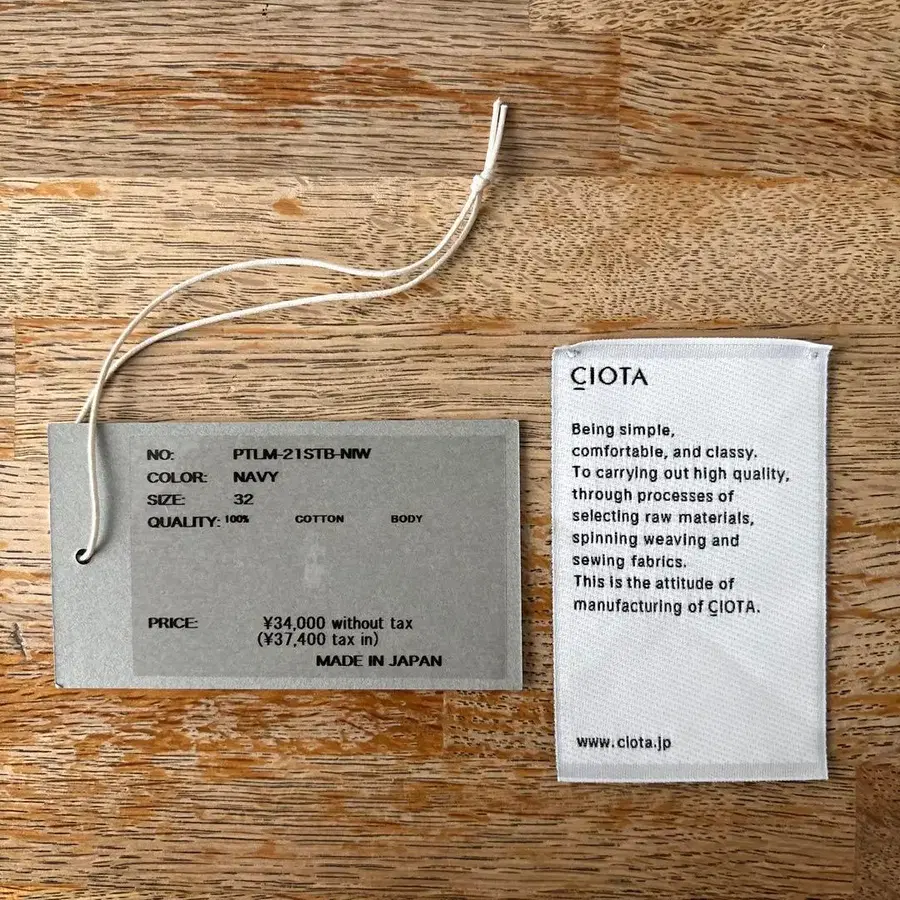 NO: PTLM-21STB-NIW
COLOR: NAVY
SIZE: 32
QUALITY: 100% COTTON BODY
PRICE: ¥34,000 without tax
(¥37,400 tax in)
MADE IN JAPAN
CIOTA
Being simple,
comfortable, and classy.
To carrying out high quality,
through processes of
selecting raw materials,
spinning weaving and
sewing fabrics.
This is the attitude of
manufacturing of CIOTA.
www.ciota.jp